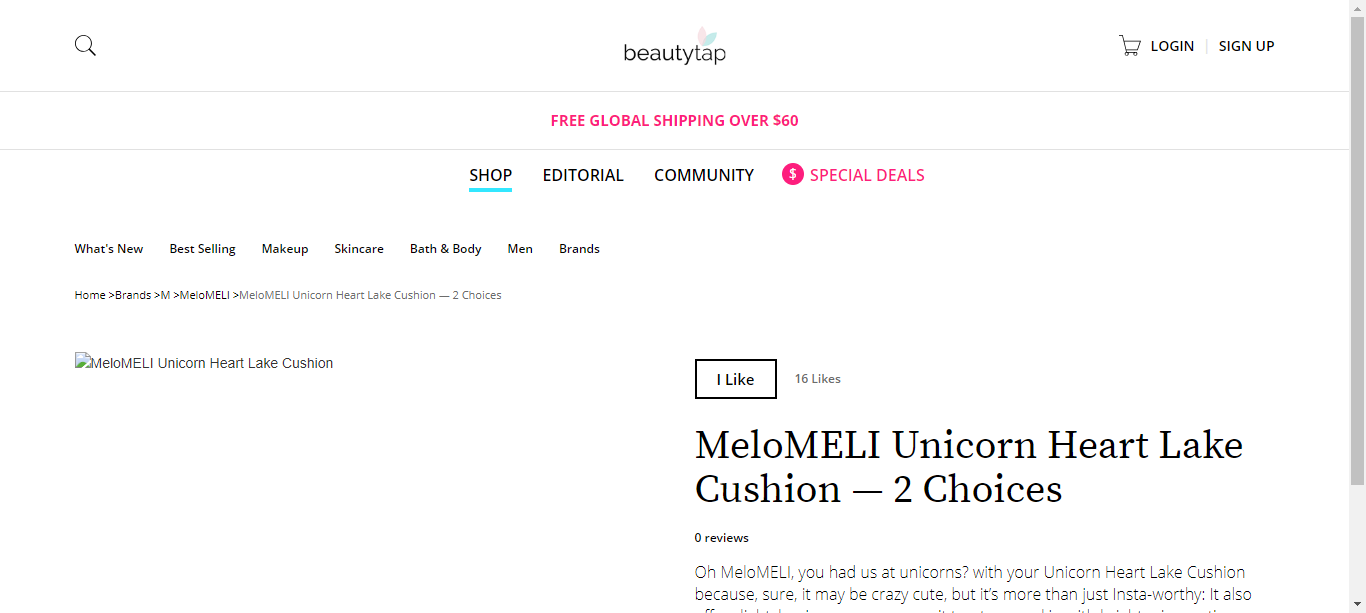 beautytap
LOGIN
SIGN UP
FREE GLOBAL SHIPPING OVER $60
SHOP
EDITORIAL
COMMUNITY
$ SPECIAL DEALS
What's New
Best Selling
Makeup
Skincare
Bath & Body
Men
Brands
Home >Brands >M >MeloMELI >MeloMELI Unicorn Heart Lake Cushion — 2 Choices
MeloMELI Unicorn Heart Lake Cushion
I Like
16 Likes
MeloMELI Unicorn Heart Lake
Cushion — 2 Choices
0 reviews
Oh MeloMELI, you had us at unicorns? with your Unicorn Heart Lake Cushion
because, sure, it may be crazy cute, but it’s more than just Insta-worthy: It also